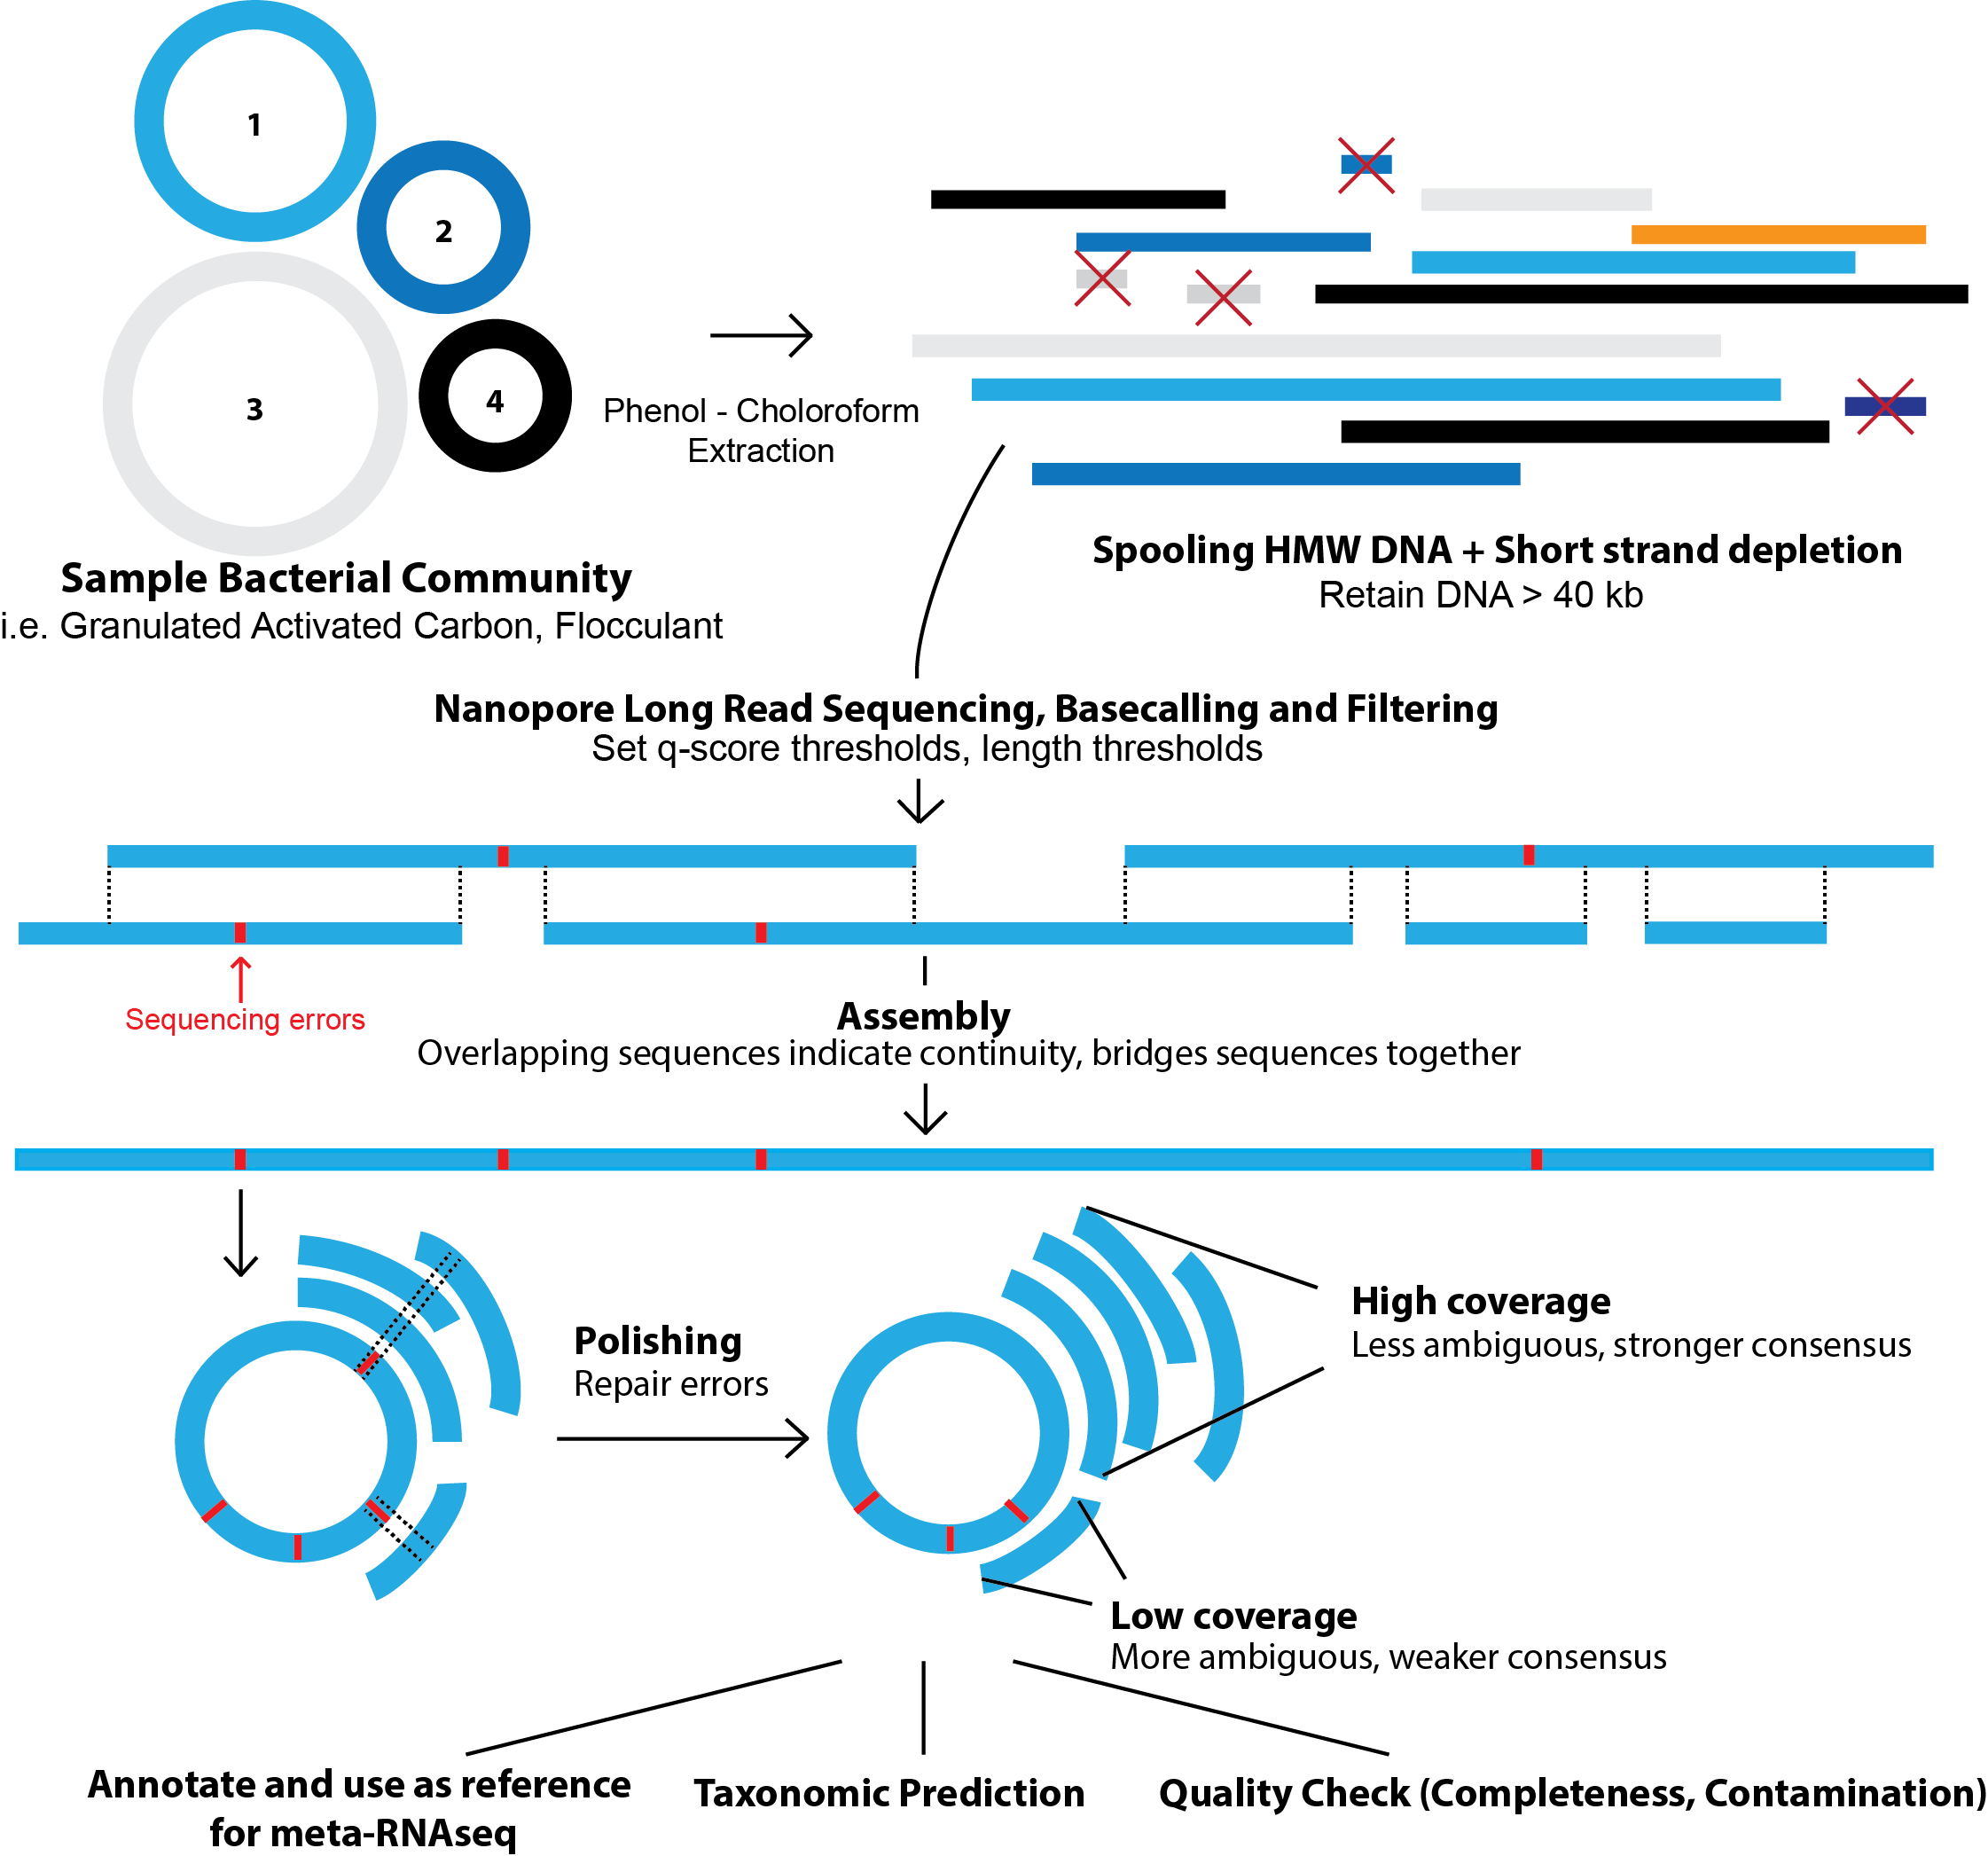 1
2
3
4
Phenol - Choloroform
Extraction
Sample Bacterial Community
i.e. Granulated Activated Carbon, Flocculant
Spooling HMW DNA + Short strand depletion
Retain DNA > 40 kb
Nanopore Long Read Sequencing, Basecalling and Filtering
Set q-score thresholds, length thresholds
Sequencing errors
Assembly
Overlapping sequences indicate continuity, bridges sequences together
Polishing
Repair errors
High coverage
Less ambiguous, stronger consensus
Low coverage
More ambiguous, weaker consensus
Annotate and use as reference
for meta-RNAseq
Taxonomic Prediction
Quality Check (Completeness, Contamination)